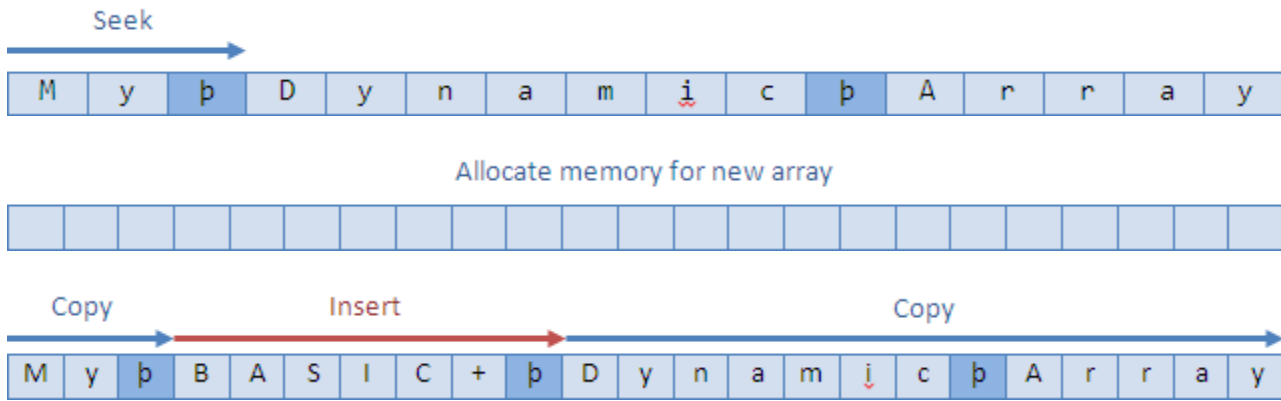 Seek
M y þ D y n a m i c þ A r r a y
Allocate memory for new array
Copy Insert Copy
M y þ B A S I C + þ D y n a m i c þ A r r a y